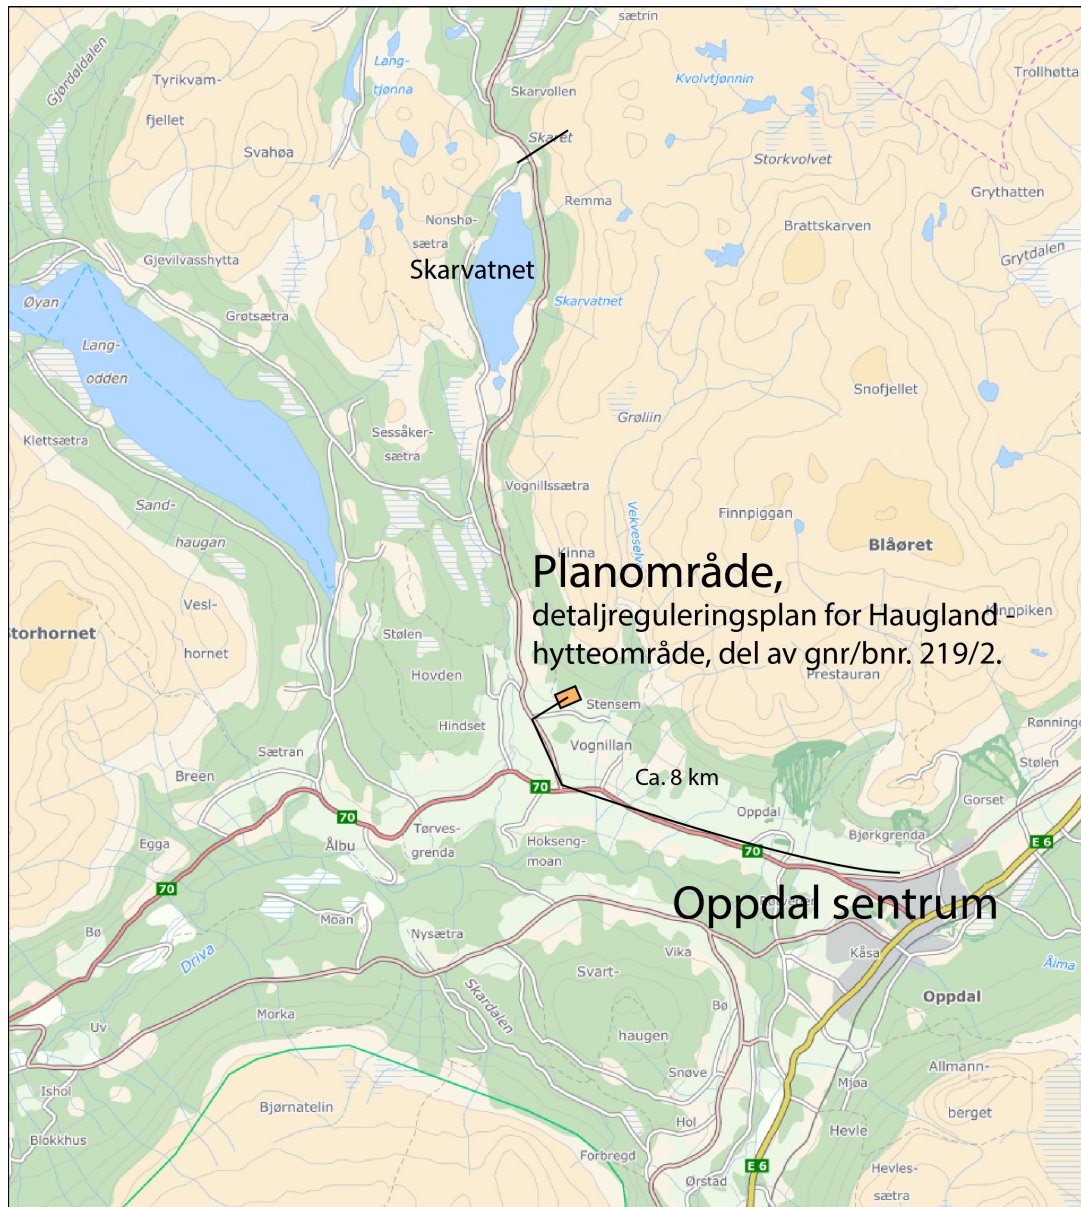 sætrin
Gjørdøldalen
Lang-
tjønna
Tyrikvam-
fjellet
Svahøa
Skarvollen
Kvolvtjønnin
Trollhøtta
Skaret
Storkvolvet
Grythatten
Remma
Nonshø-
sætra
Brattskarven
Grytdalen
Gjevilvasshytta
Skarvatnet
Øyan
Grøtsætra
Skarvatnet
Lang-
odden
Snofjellet
Klettsætra
Sessåker-
sætra
Grøliin
Vognillssætra
Sand-
haugan
Finnpiggan
Kinna
Blåøret
Planområde,
detaljreguleringsplan for Haugland -
hytteområde, del av gnr/bnr. 219/2.
Vesl-
hornet
Storhornet
Stølen
Hovden
Prestauran
Stensem
Hindset
Rønninge
Stølen
Sætran
Vognillan
Breen
Ca. 8 km
70
Gorset
70
Oppdal
Egga
Ålbu
Tørves-
grenda
Hokseng-
moan
Bjørkgrenda
E 6
70
70
Oppdal sentrum
Bø
Moan
Driva
Nysætra
Vika
Kåsa
Ålma
Skardalen
Svart-
haugen
Bø
Oppdal
Uv
Morka
Snøve
Mjøa
Allmann-
berget
Ishol
Bjørnatelin
Hol
Hevle
Blokkhus
Forbregd
E 6
Ørstad
Hevles-
sætra